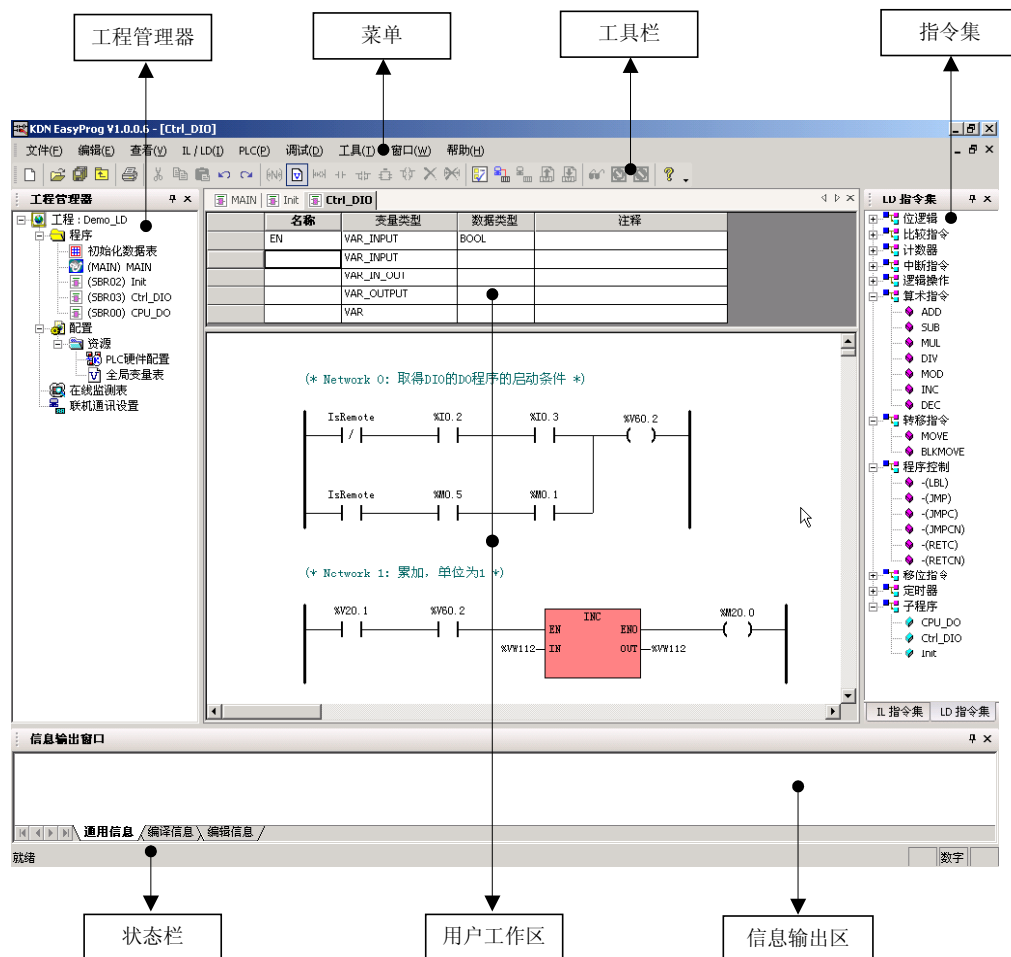 工程管理器
菜单
工具栏
指令集
KDN EasyProg V1.0.0.6 - [Ctrl_DIO]
文件(F) 编辑(E) 查看(V) IL / LD(I) PLC(P) 调试(D) 工具(T) 窗口(W) 帮助(H)
工程管理器
工程 : Demo_LD
程序
初始化数据表
(MAIN) MAIN
(SBR02) Init
(SBR03) Ctrl_DIO
(SBR00) CPU_DO
配置
资源
PLC硬件配置
全局变量表
在线监测表
联机通讯设置
MAIN Init Ctrl_DIO
名称 变量类型 数据类型 注释
EN VAR_INPUT BOOL
VAR_INPUT
VAR_IN_OUT
VAR_OUTPUT
VAR
(* Network 0: 取得DIO的DO程序的启动条件 *)
IsRemote %I0.2 %I0.3 %V60.2
IsRemote %M0.5 %M0.1
(* Network 1: 累加, 单位为1 *)
%V20.1 %V60.2 INC %M20.0
EN ENO
%VW112 IN OUT %VW112
LD 指令集
位逻辑
比较指令
计数器
中断指令
逻辑操作
算术指令
ADD
SUB
MUL
DIV
MOD
INC
DEC
转移指令
MOVE
BLKMOVE
程序控制
-(LBL)
-(JMP)
-(JMPC)
-(JMPCN)
-(RETC)
-(RETCN)
移位指令
定时器
子程序
CPU_DO
Ctrl_DIO
Init
IL 指令集 LD 指令集
信息输出窗口
通用信息 编译信息 编辑信息
就绪 数字
状态栏
用户工作区
信息输出区